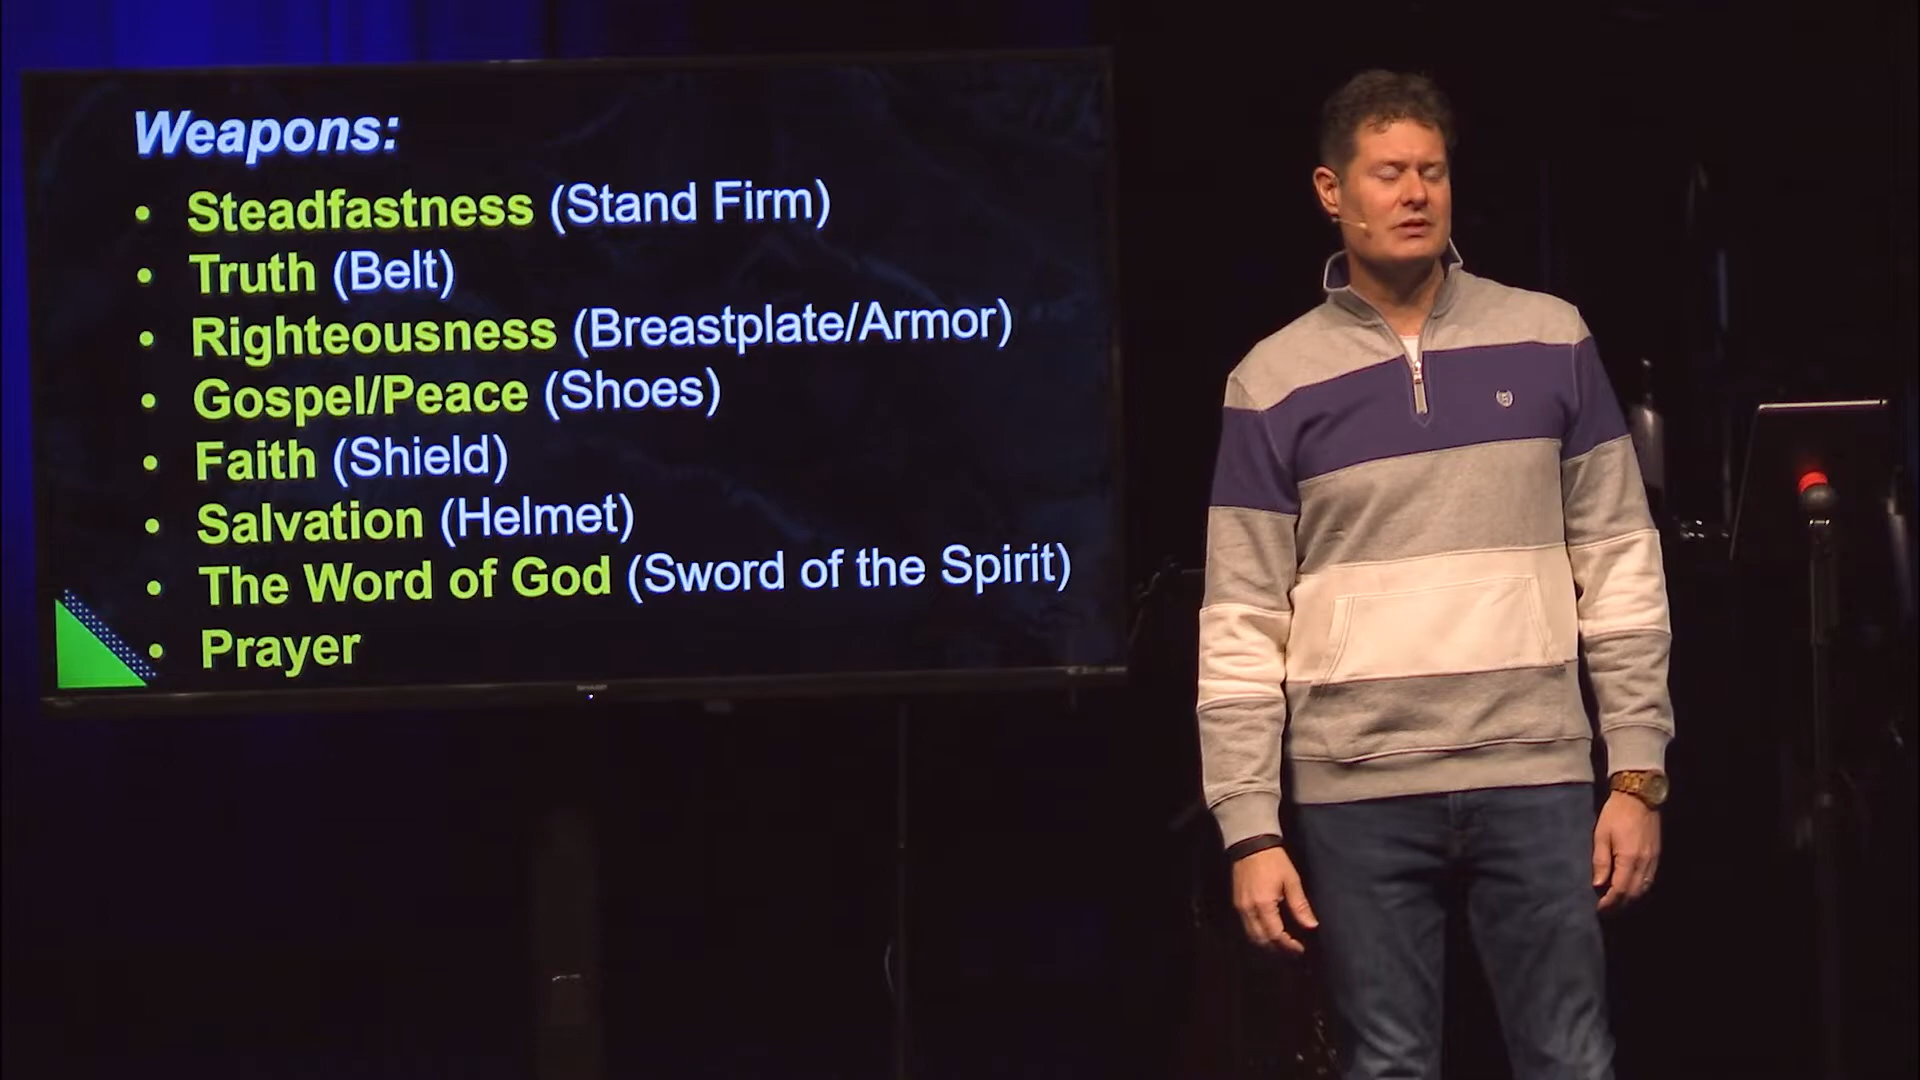 Weapons:
• Steadfastness (Stand Firm)
• Truth (Belt)
• Righteousness (Breastplate/Armor)
• Gospel/Peace (Shoes)
• Faith (Shield)
• Salvation (Helmet)
• The Word of God (Sword of the Spirit)
• Prayer
SHARP